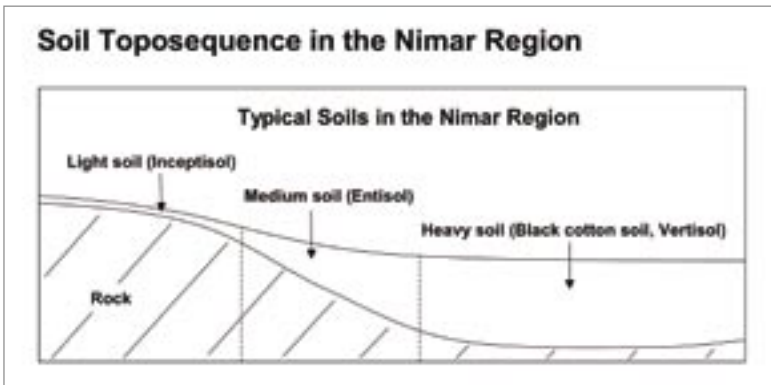 Soil Toposequence in the Nimar Region
Typical Soils in the Nimar Region
Light soil (Inceptisol)
Medium soil (Entisol)
Heavy soil (Black cotton soil, Vertisol)
Rock